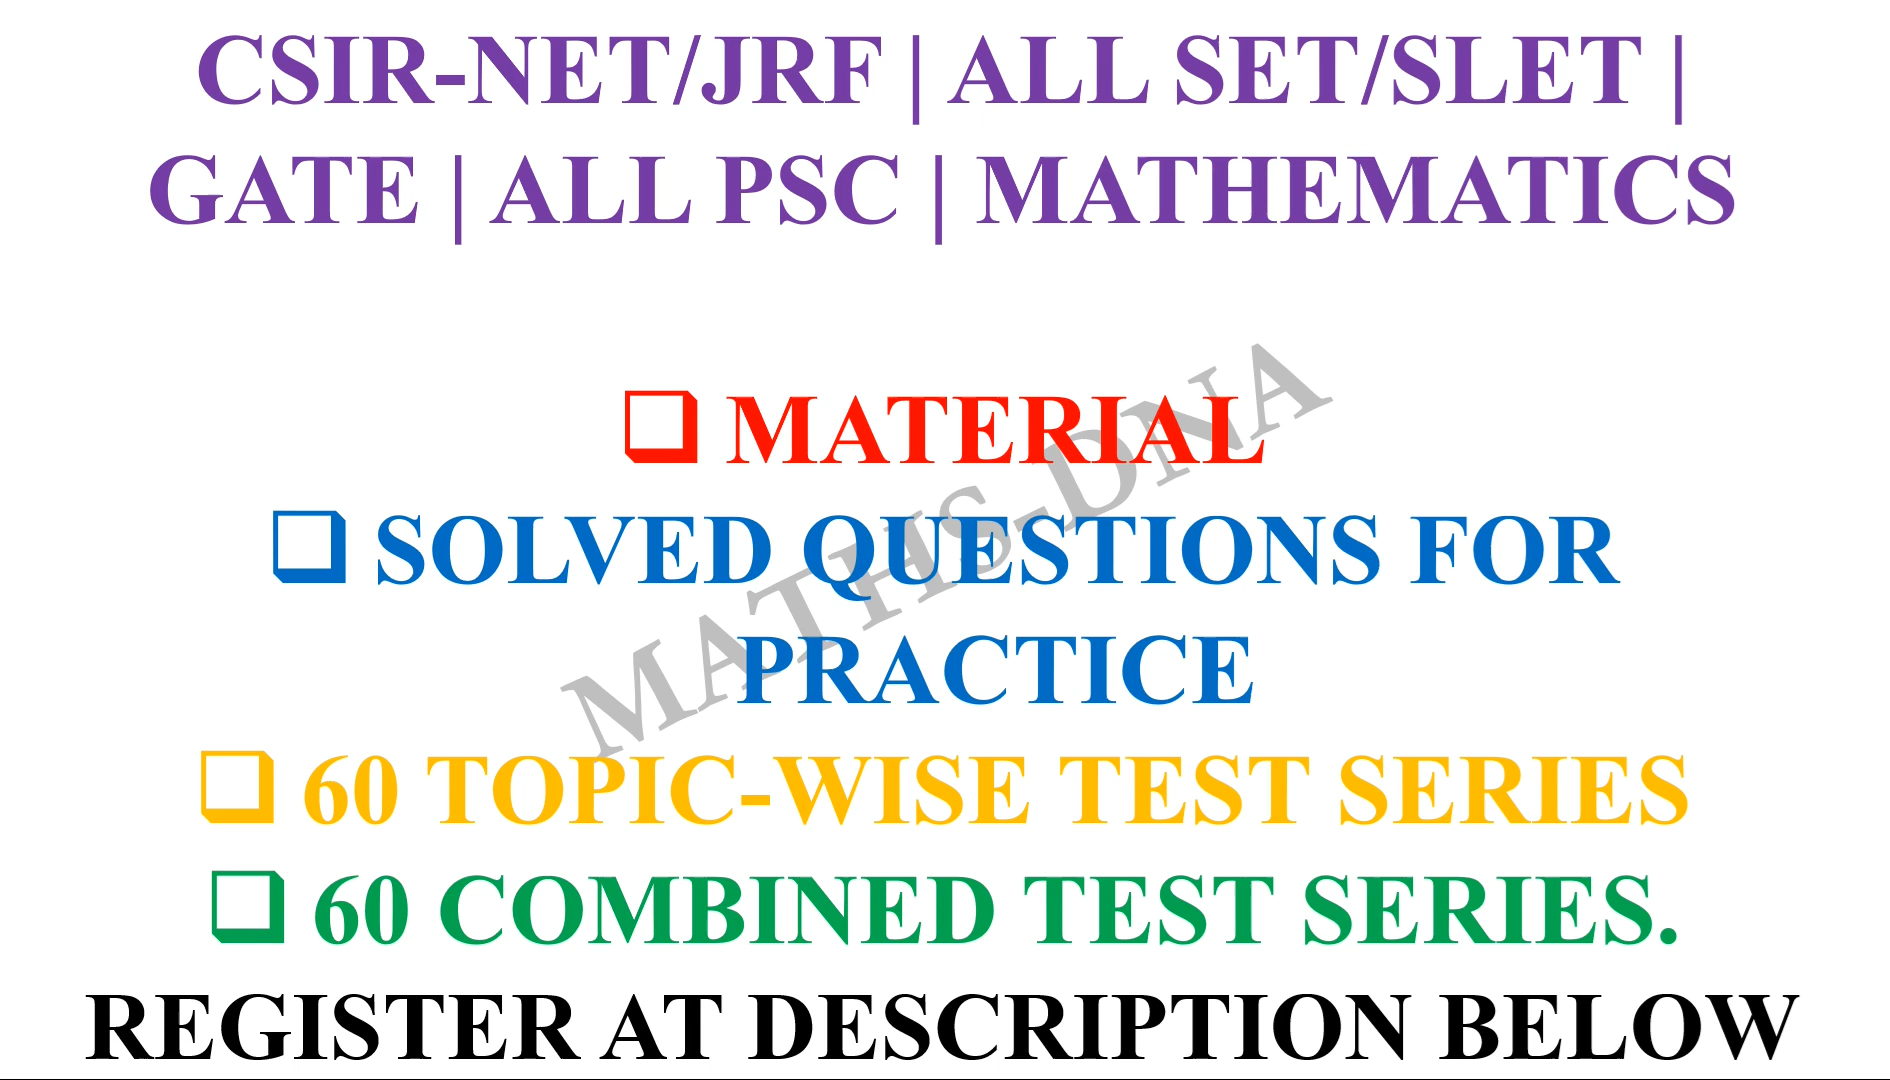 CSIR-NET/JRF | ALL SET/SLET |
GATE | ALL PSC | MATHEMATICS
❑ MATERIAL
❑ SOLVED QUESTIONS FOR
PRACTICE
❑ 60 TOPIC-WISE TEST SERIES
❑ 60 COMBINED TEST SERIES.
REGISTER AT DESCRIPTION BELOW
MATHS-DNA